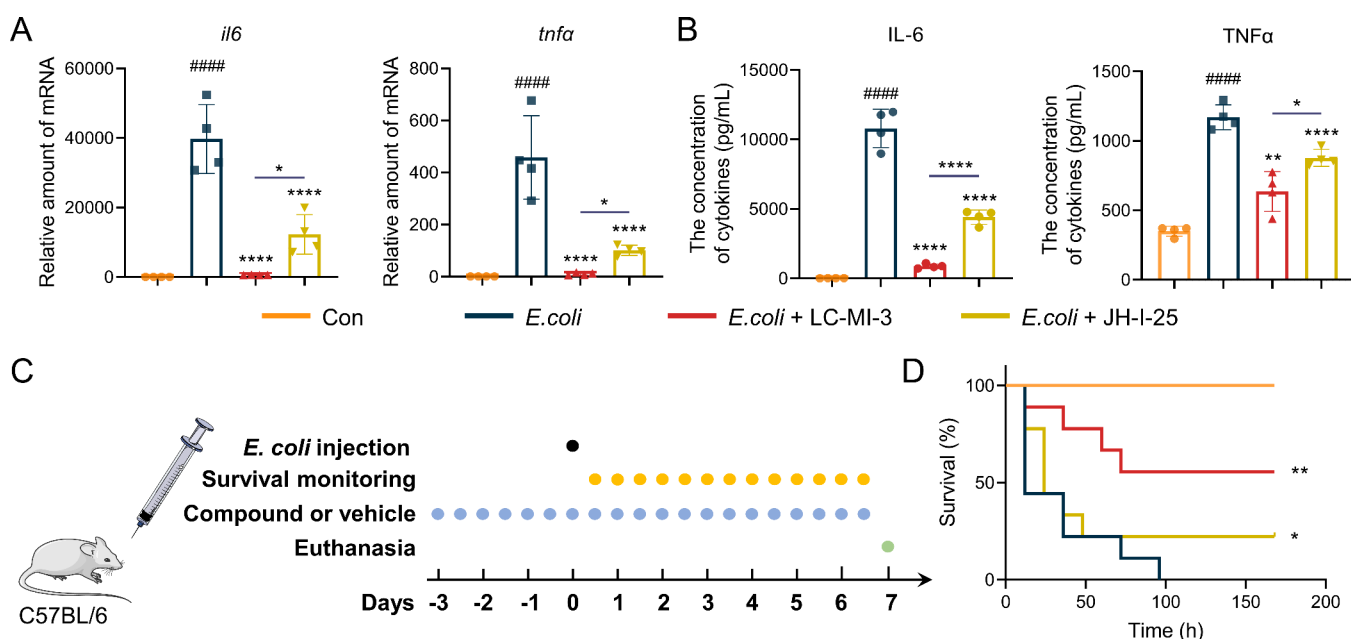 A
il6
Relative amount of mRNA
60000
40000
20000
0
####
****
*
****
tnfα
Relative amount of mRNA
800
600
400
200
0
####
****
*
****
B
IL-6
The concentration
of cytokines (pg/mL)
15000
10000
5000
0
####
****
****
****
TNFα
The concentration
of cytokines (pg/mL)
1500
1000
500
0
####
**
*
****
Con
E.coli
E.coli + LC-MI-3
E.coli + JH-I-25
C
C57BL/6
E. coli injection
Survival monitoring
Compound or vehicle
Euthanasia
Days -3 -2 -1 0 1 2 3 4 5 6 7
D
Survival (%)
100
50
0
**
*
0 50 100 150 200
Time (h)